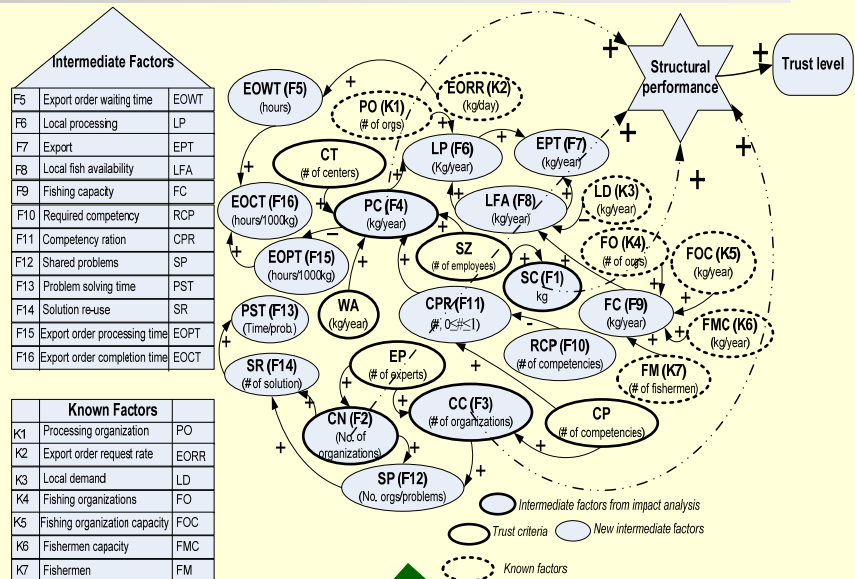 Intermediate Factors
F5 Export order waiting time EOWT
F6 Local processing LP
F7 Export EPT
F8 Local fish availability LFA
F9 Fishing capacity FC
F10 Required competency RCP
F11 Competency ration CPR
F12 Shared problems SP
F13 Problem solving time PST
F14 Solution re-use SR
F15 Export order processing time EOPT
F16 Export order completion time EOCT
Known Factors
K1 Processing organization PO
K2 Export order request rate EORR
K3 Local demand LD
K4 Fishing organizations FO
K5 Fishing organization capacity FOC
K6 Fishermen capacity FMC
K7 Fishermen FM
EOWT (F5)
(hours)
PO (K1)
(# of orgs)
EORR (K2)
(kg/day)
Structural
performance
Trust level
CT
(# of centers)
LP (F6)
(Kg/year)
EPT (F7)
(kg/year)
EOCT (F16)
(hours/1000kg)
PC (F4)
(kg/year)
LFA (F8)
(kg/year)
LD (K3)
(kg/year)
EOPT (F15)
(hours/1000kg)
SZ
(# of employees)
SC (F1)
kg
FO (K4)
(# of orgs)
FOC (K5)
(kg/year)
PST (F13)
(Time/prob.)
WA
(kg/year)
CPR (F11)
(#, 0≤#≤1)
FC (F9)
(kg/year)
FMC (K6)
(kg/year)
RCP (F10)
(# of competencies)
FM (K7)
(# of fishermen)
SR (F14)
(# of solution)
EP
(# of experts)
CN (F2)
(No. of
organizations)
CC (F3)
(# of organizations)
CP
(# of competencies)
SP (F12)
(No. orgs/problems)
Intermediate factors from impact analysis
Trust criteria
New intermediate factors
Known factors